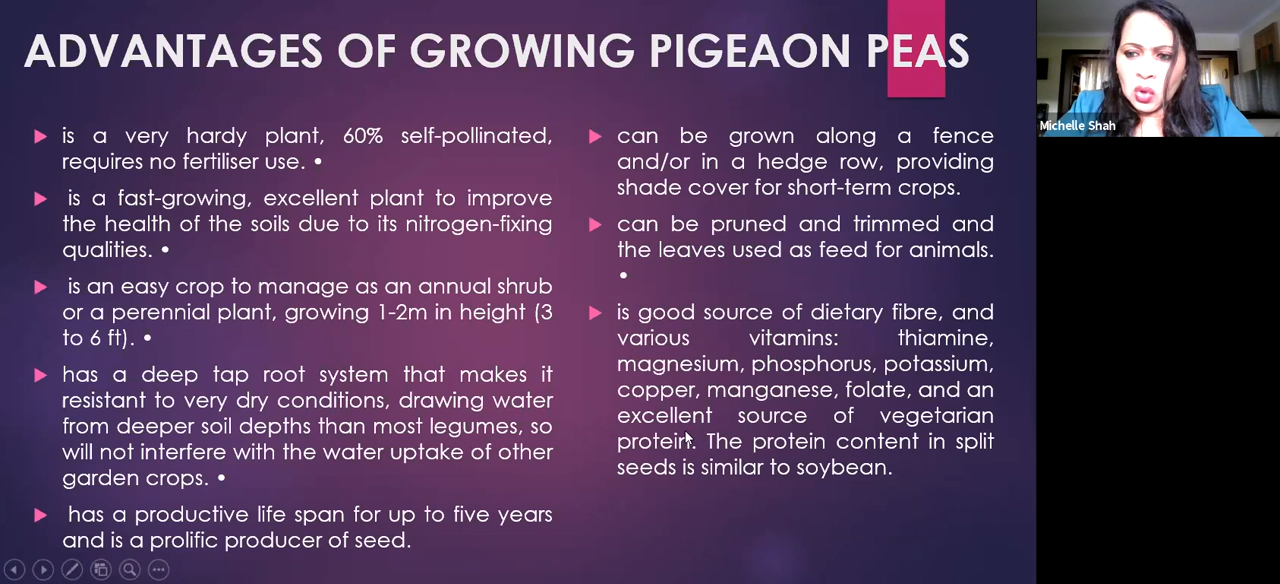 ADVANTAGES OF GROWING PIGEAON PEAS
is a very hardy plant, 60% self-pollinated,
requires no fertiliser use. •
is a fast-growing, excellent plant to improve
the health of the soils due to its nitrogen-fixing
qualities. •
is an easy crop to manage as an annual shrub
or a perennial plant, growing 1-2m in height (3
to 6 ft). •
has a deep tap root system that makes it
resistant to very dry conditions, drawing water
from deeper soil depths than most legumes, so
will not interfere with the water uptake of other
garden crops. •
has a productive life span for up to five years
and is a prolific producer of seed.
can be grown along a fence
and/or in a hedge row, providing
shade cover for short-term crops.
can be pruned and trimmed and
the leaves used as feed for animals.
•
is good source of dietary fibre, and
various vitamins: thiamine,
magnesium, phosphorus, potassium,
copper, manganese, folate, and an
excellent source of vegetarian
protein. The protein content in split
seeds is similar to soybean.
Michelle Shah